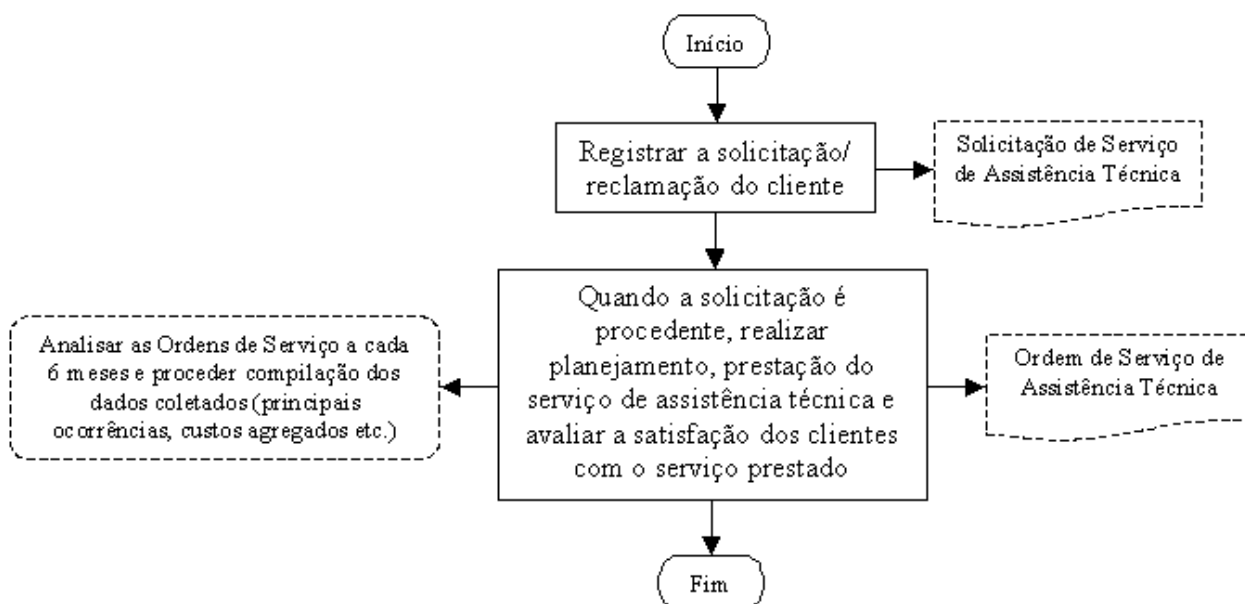 Início
Registrar a solicitação/
reclamação do cliente
Solicitação de Serviço
de Assistência Técnica
Quando a solicitação é
procedente, realizar
planejamento, prestação do
serviço de assistência técnica e
avaliar a satisfação dos clientes
com o serviço prestado
Analisar as Ordens de Serviço a cada
6 meses e proceder compilação dos
dados coletados (principais
ocorrências, custos agregados etc.)
Ordem de Serviço de
Assistência Técnica
Fim